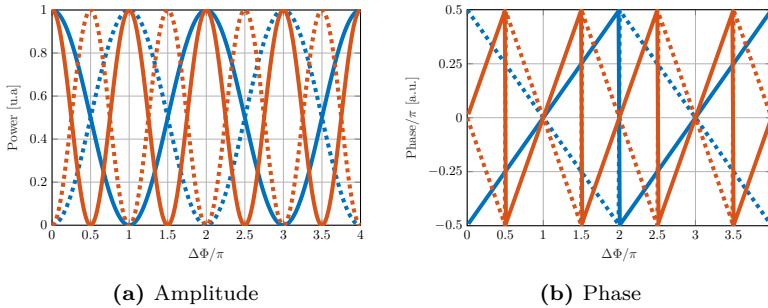 1
0.8
0.6
0.4
0.2
0
Power [u.a]
0 0.5 1 1.5 2 2.5 3 3.5 4
ΔΦ/π
(a) Amplitude
0.5
0.25
0
−0.25
−0.5
Phase/π [a.u.]
0 0.5 1 1.5 2 2.5 3 3.5
ΔΦ/π
(b) Phase